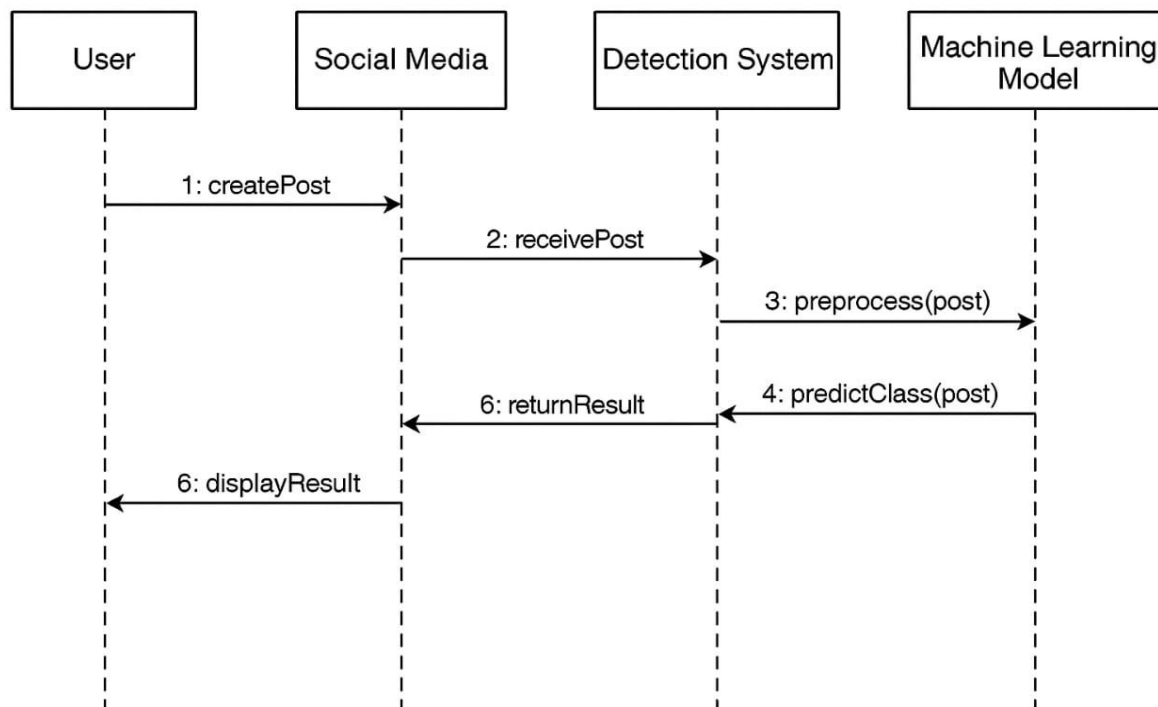 User
Social Media
Detection System
Machine Learning
Model
1: createPost
2: receivePost
3: preprocess(post)
4: predictClass(post)
6: returnResult
6: displayResult